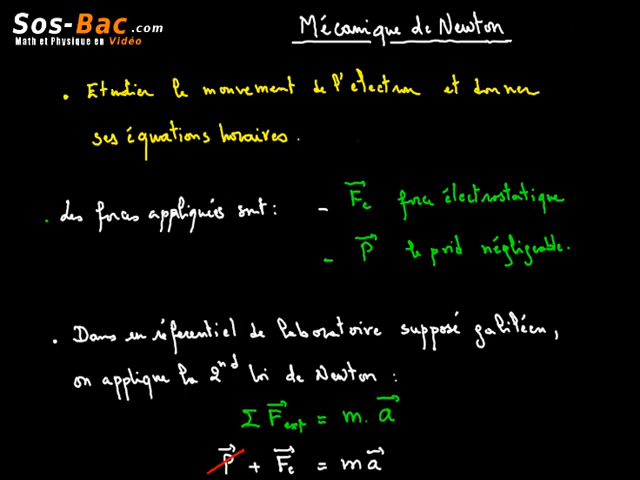 Sos-Bac.com
Math et Physique en Vidéo
Mécanique de Newton
• Etudier le mouvement de l'électron et donner
ses équations horaires.
. Les forces appliquées sont : - Fe force électrostatique
- P le poid négligeable.
. Dans un référentiel de laboratoire supposé galiléen,
on applique la 2nd loi de Newton :
Σ F ext = m. a
P + Fe = m a